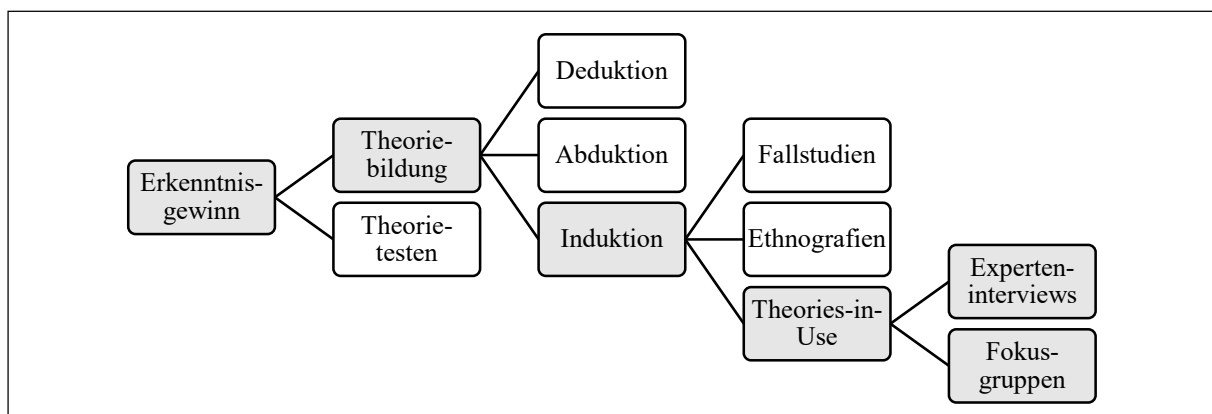 Erkenntnis-
gewinn
Theorie-
bildung
Theorie-
testen
Deduktion
Abduktion
Induktion
Fallstudien
Ethnografien
Theories-in-
Use
Experten-
interviews
Fokus-
gruppen